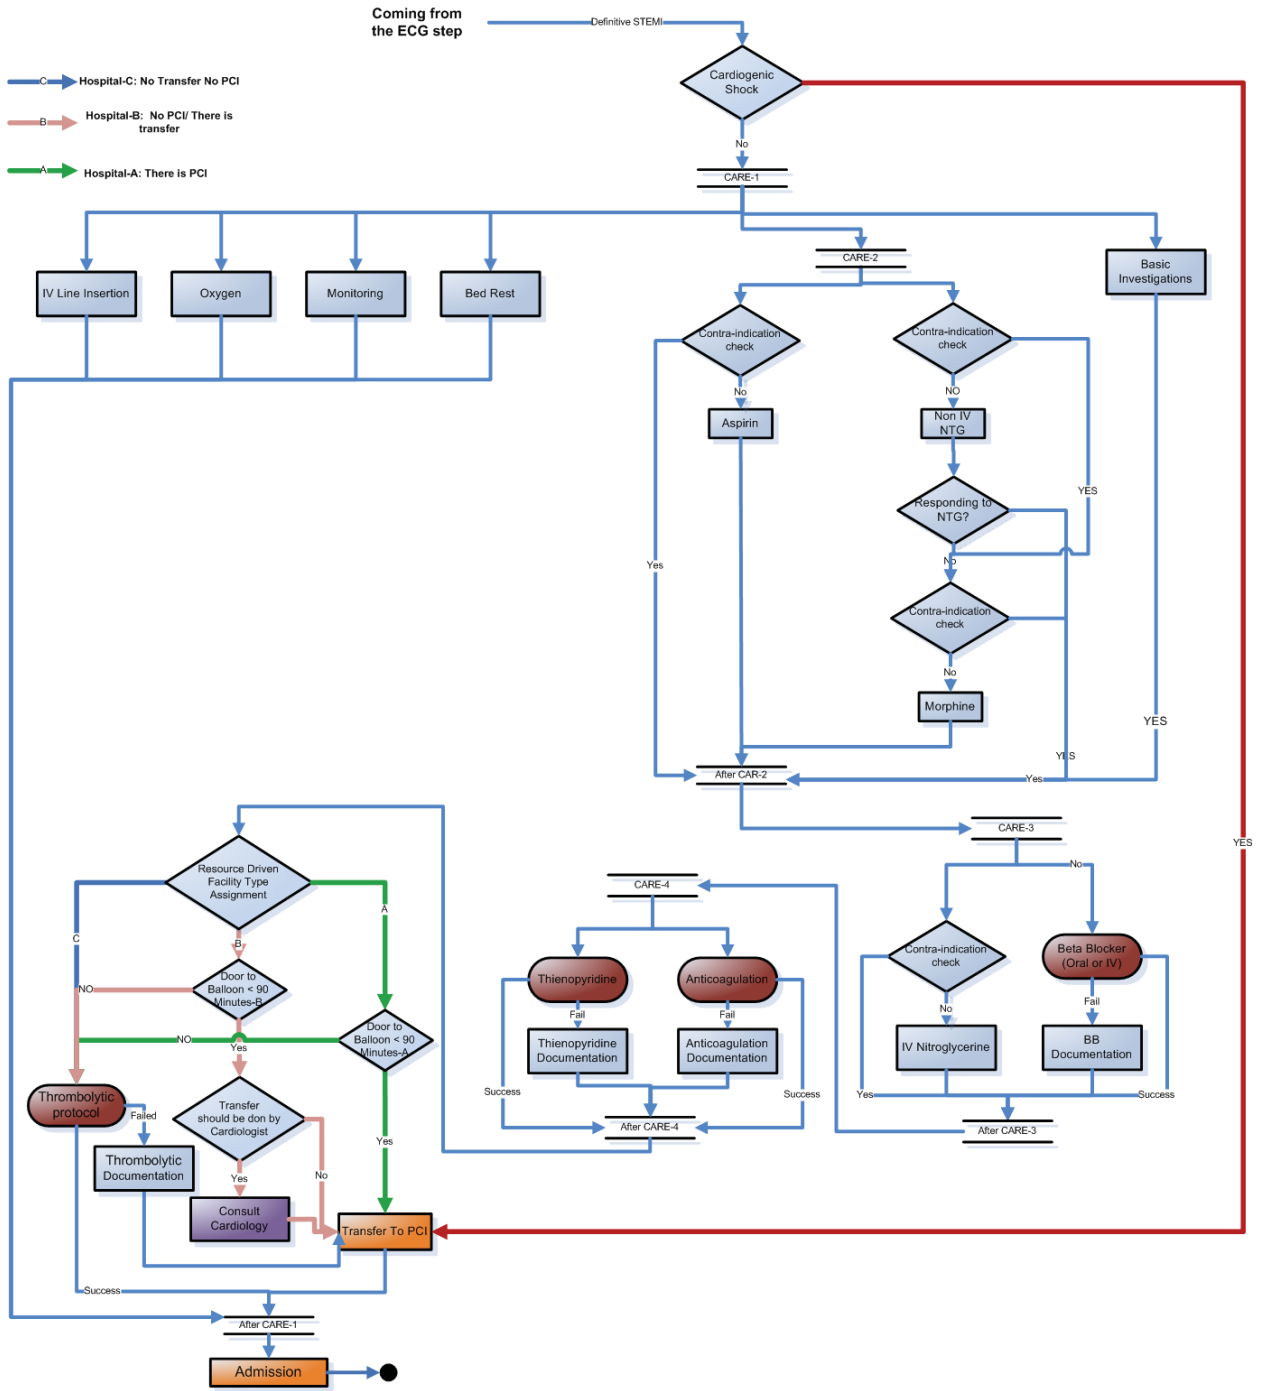 Coming from
the ECG step
Definitive STEMI
Cardiogenic
Shock
C
Hospital-C: No Transfer No PCI
B
Hospital-B:  No PCI/ There is
transfer
A
Hospital-A: There is PCI
No
CARE-1
IV Line Insertion
Oxygen
Monitoring
Bed Rest
CARE-2
Basic
Investigations
Contra-indication
check
Contra-indication
check
No
NO
Aspirin
Non IV
NTG
YES
Responding to
NTG?
Yes
No
Contra-indication
check
No
Morphine
YES
YES
After CAR-2
Yes
CARE-3
YES
No
Resource Driven
Facility Type
Assignment
CARE-4
A
C
B
Contra-indication
check
Beta Blocker
(Oral or IV)
Door to
Balloon < 90
Minutes-B
NO
Thienopyridine
Anticoagulation
Fail
Fail
No
Fail
Door to
Balloon < 90
Minutes-A
NO
Yes
Thienopyridine
Documentation
Anticoagulation
Documentation
IV Nitroglycerine
BB
Documentation
Success
Success
Yes
Success
Thrombolytic
protocol
Failed
Transfer
should be don by
Cardiologist
After CARE-4
After CARE-3
Yes
Thrombolytic
Documentation
Yes
No
Consult
Cardiology
Transfer To PCI
Success
After CARE-1
Admission